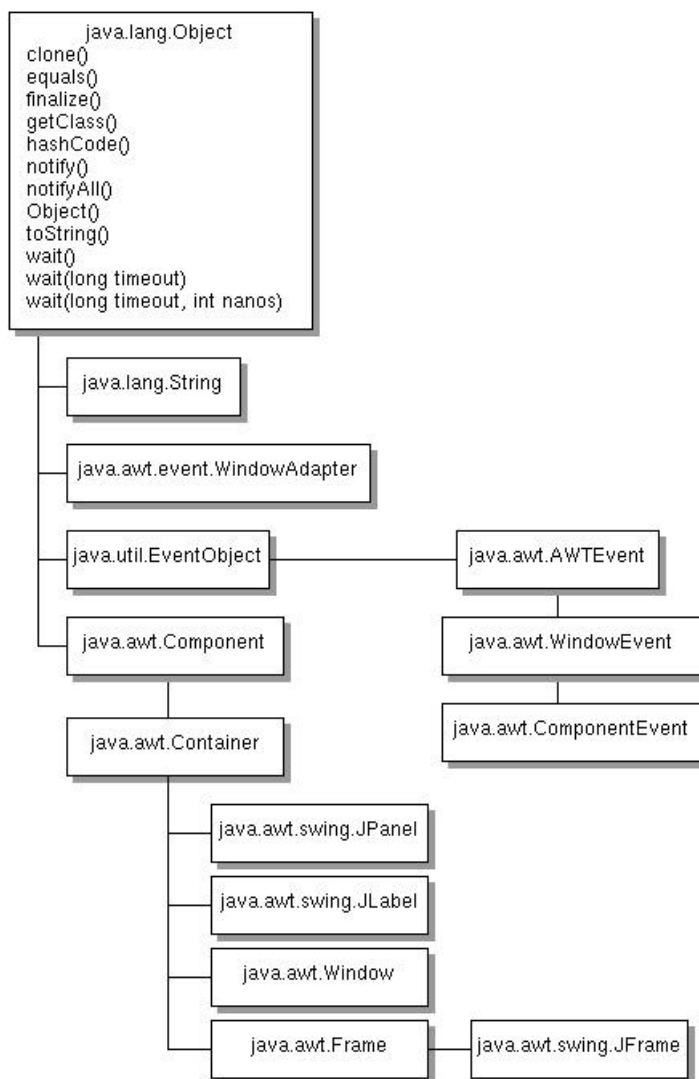 java.lang.Object
clone()
equals()
finalize()
getClass()
hashCode()
notify()
notifyAll()
Object()
toString()
wait()
wait(long timeout)
wait(long timeout, int nanos)
java.lang.String
java.awt.event.WindowAdapter
java.util.EventObject
java.awt.AWTEvent
java.awt.Component
java.awt.WindowEvent
java.awt.Container
java.awt.ComponentEvent
java.awt.swing.JPanel
java.awt.swing.JLabel
java.awt.Window
java.awt.Frame
java.awt.swing.JFrame